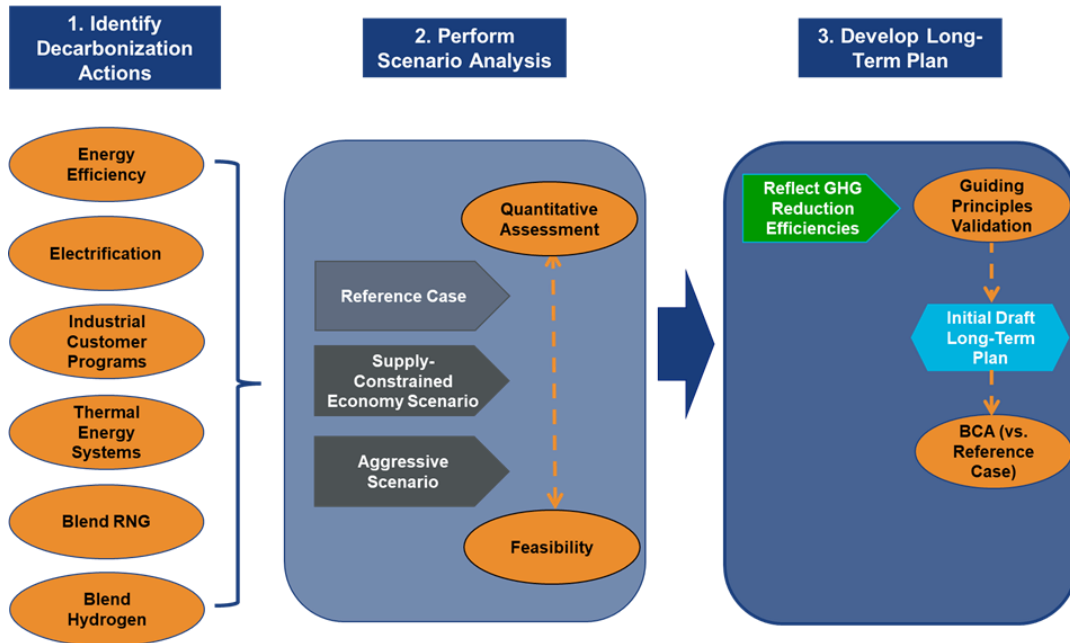 1. Identify
Decarbonization
Actions
2. Perform
Scenario Analysis
3. Develop Long-
Term Plan
Energy
Efficiency
Electrification
Industrial
Customer
Programs
Thermal
Energy
Systems
Blend RNG
Blend
Hydrogen
Quantitative
Assessment
Reference Case
Supply-
Constrained
Economy Scenario
Aggressive
Scenario
Feasibility
Reflect GHG
Reduction
Efficiencies
Guiding
Principles
Validation
Initial Draft
Long-Term
Plan
BCA (vs.
Reference
Case)